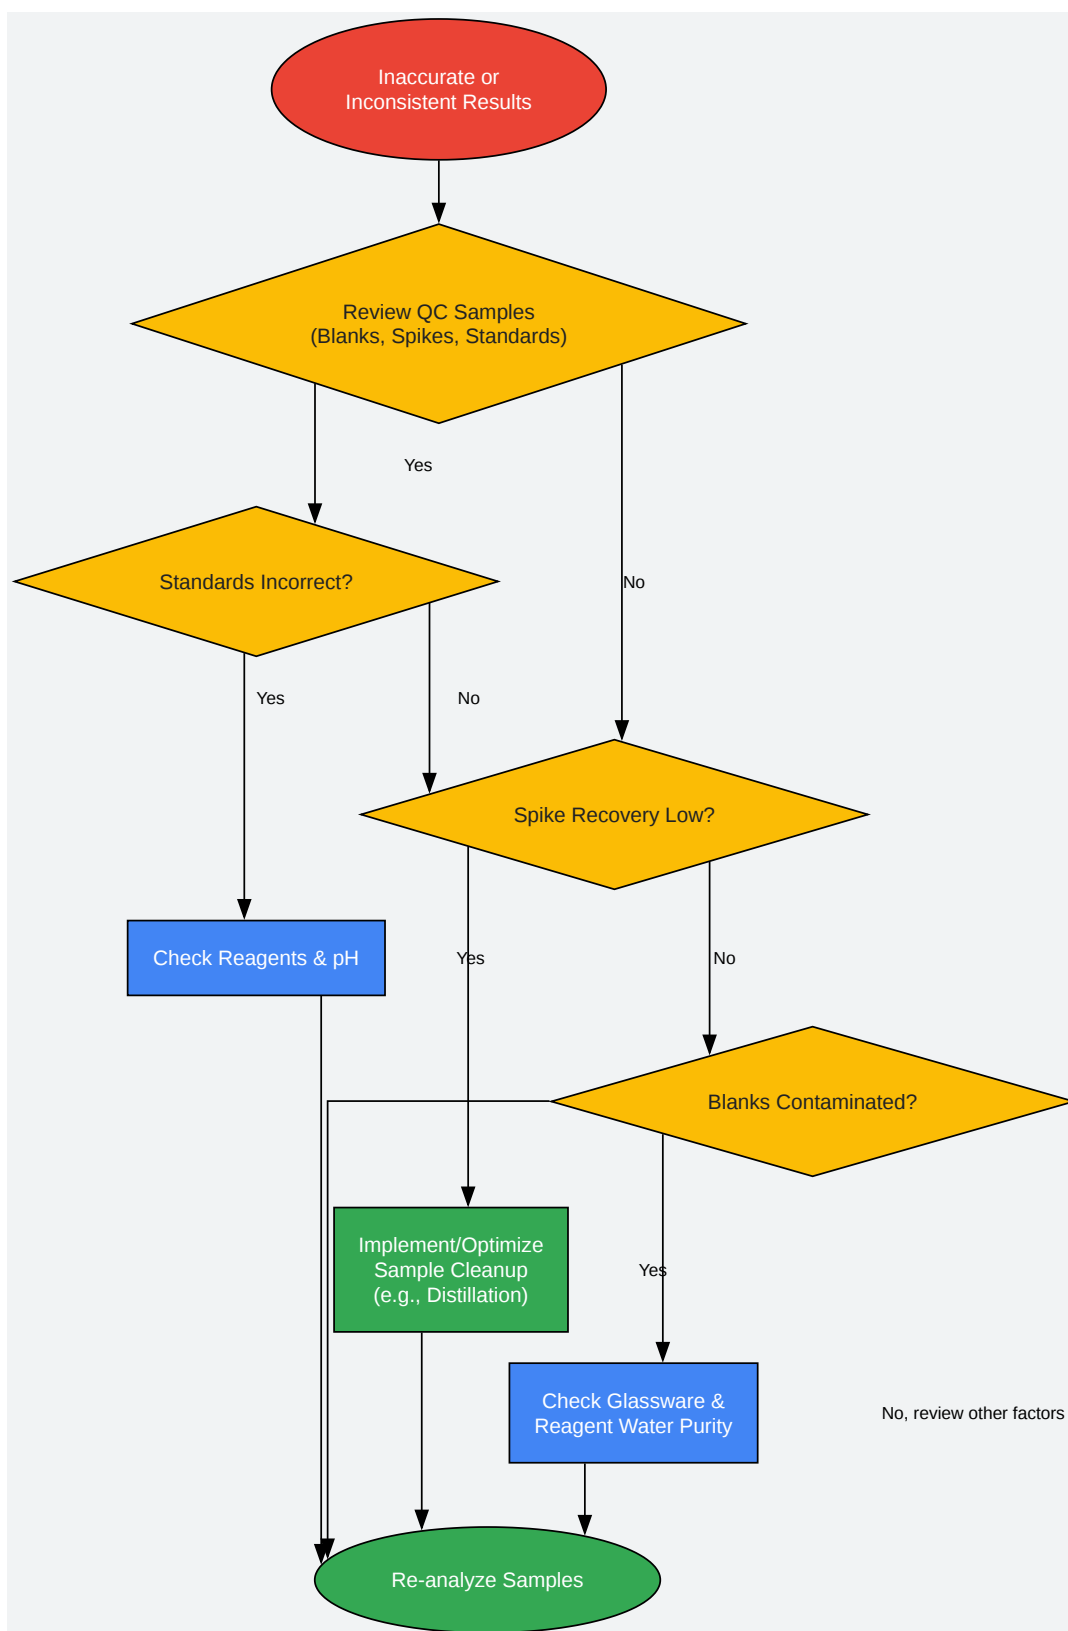 Inaccurate or
Inconsistent Results
Review QC Samples
(Blanks, Spikes, Standards)
Yes
Standards Incorrect?
No
Yes
No
Spike Recovery Low?
Check Reagents & pH
Yes
No
Blanks Contaminated?
Implement/Optimize
Sample Cleanup
(e.g., Distillation)
Yes
Check Glassware &
Reagent Water Purity
No, review other factors
Re-analyze Samples